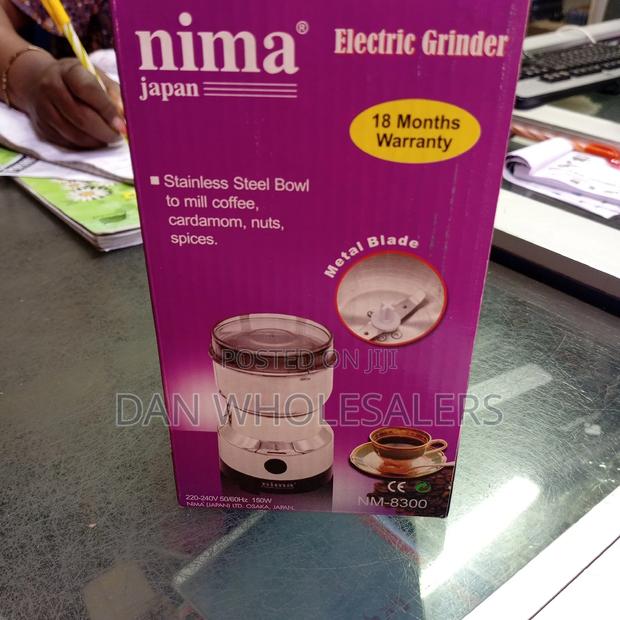 nima®
japan
Electric Grinder
18 Months
Warranty
■ Stainless Steel Bowl
to mill coffee,
cardamom, nuts,
spices.
Metal Blade
POSTED ON JIJI
DAN WHOLESALERS
nima
220-240V 50/60Hz 150W
NIMA (JAPAN) LTD. OSAKA, JAPAN.
CE
NM-8300